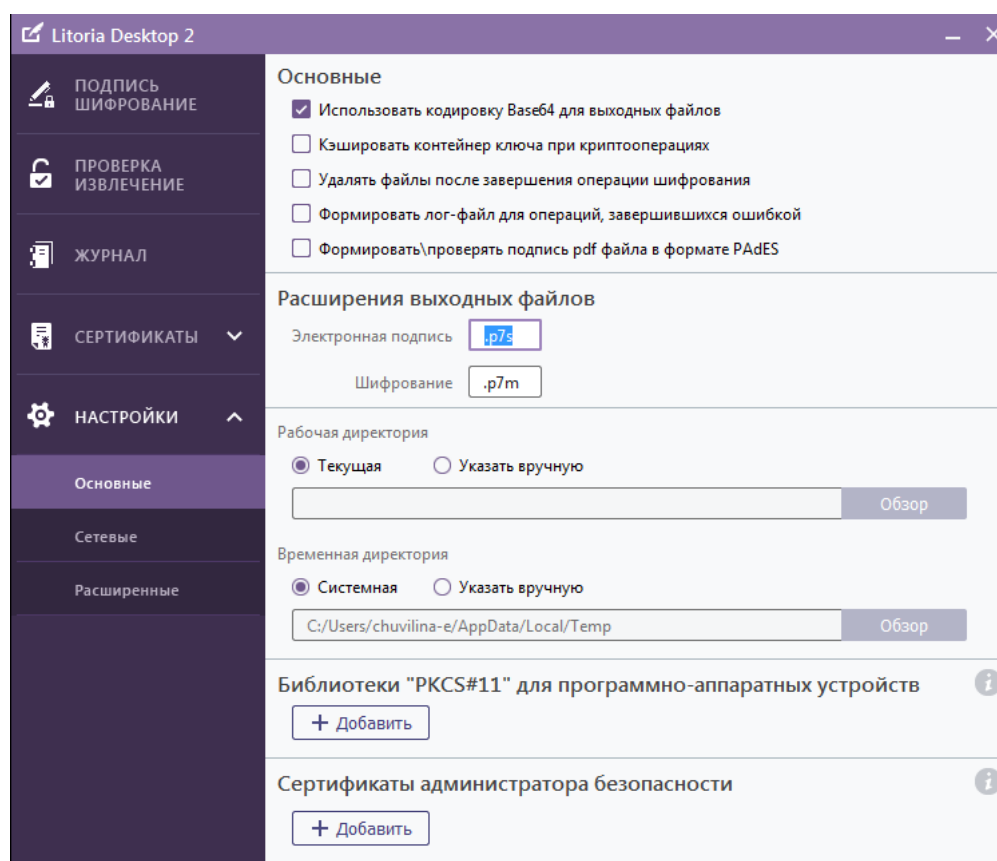 Litoria Desktop 2
ПОДПИСЬ
ШИФРОВАНИЕ
ПРОВЕРКА
ИЗВЛЕЧЕНИЕ
ЖУРНАЛ
СЕРТИФИКАТЫ
НАСТРОЙКИ
Основные
Сетевые
Расширенные
Основные
Использовать кодировку Base64 для выходных файлов
Кэшировать контейнер ключа при криптооперациях
Удалять файлы после завершения операции шифрования
Формировать лог-файл для операций, завершившихся ошибкой
Формировать\проверять подпись pdf файла в формате PAdES
Расширения выходных файлов
Электронная подпись .p7s
Шифрование .p7m
Рабочая директория
Текущая Указать вручную
Обзор
Временная директория
Системная Указать вручную
C:/Users/chuvilina-e/AppData/Local/Temp Обзор
Библиотеки "PKCS#11" для программно-аппаратных устройств
+ Добавить
Сертификаты администратора безопасности
+ Добавить